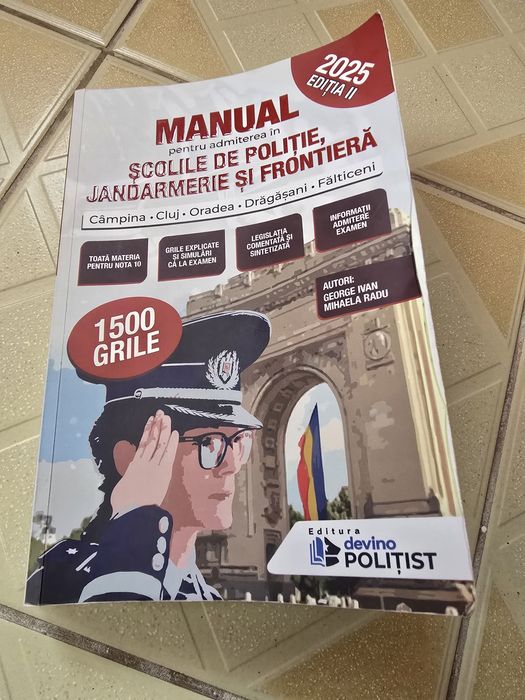 2025
EDIȚIA II
MANUAL
pentru admiterea în
ȘCOLILE DE POLIȚIE,
JANDARMERIE ȘI FRONTIERĂ
Câmpina • Cluj • Oradea • Drăgășani • Fălticeni
TOATĂ MATERIA
PENTRU NOTA 10
GRILE EXPLICATE
ȘI SIMULĂRI
CA LA EXAMEN
LEGISLAȚIA
COMENTATĂ ȘI
SINTETIZATĂ
INFORMAȚII
ADMITERE
EXAMEN
AUTORI:
GEORGE IVAN
MIHAELA RADU
1500
GRILE
Editura
devino
POLIȚIST